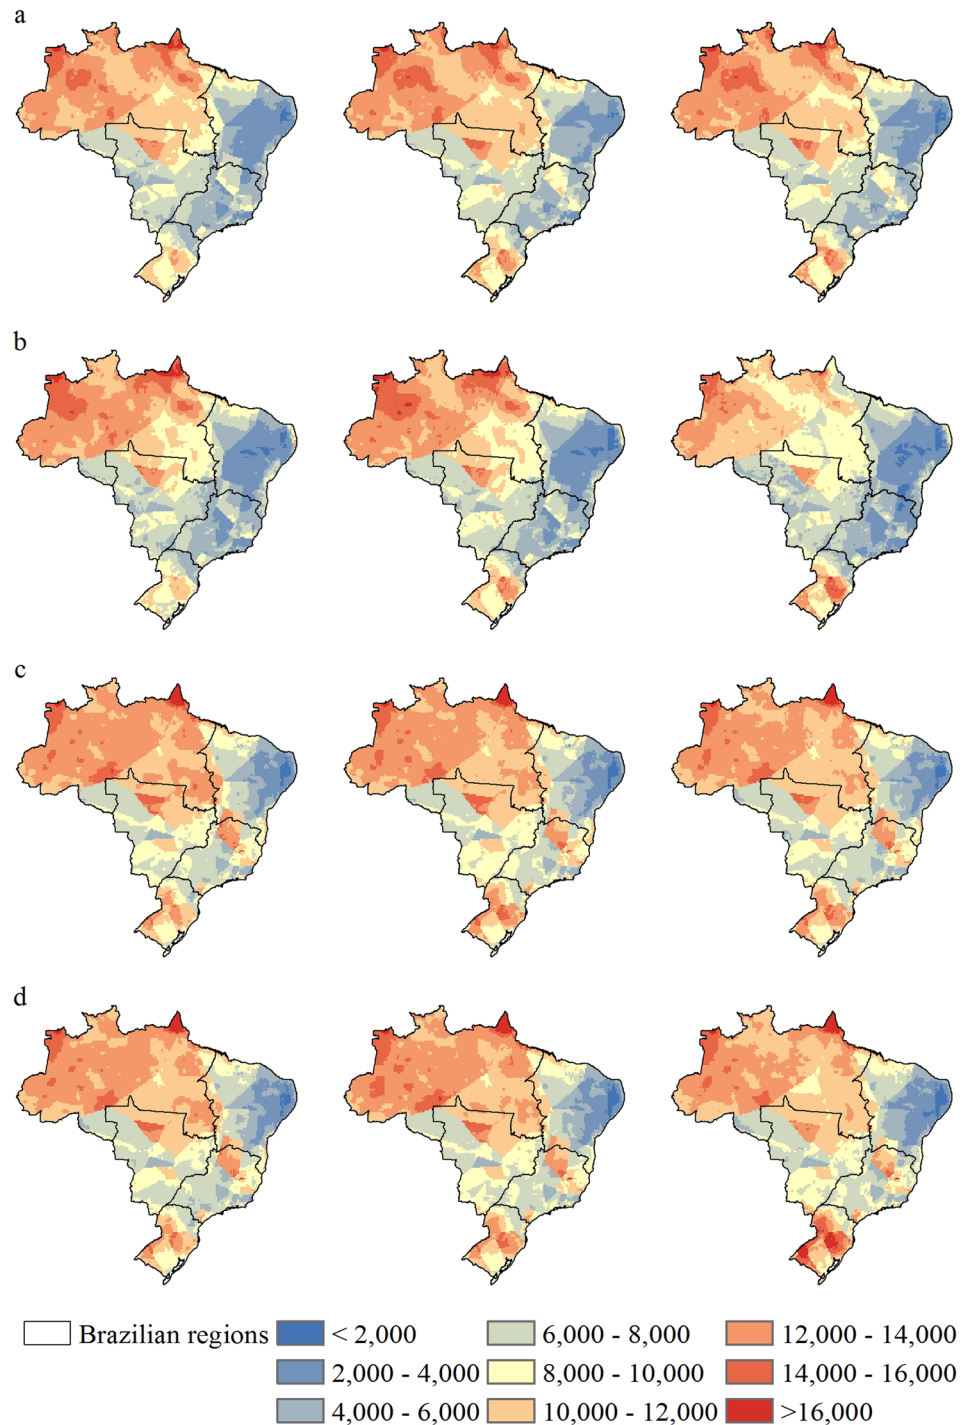 a
b
c
d
Brazilian regions
< 2,000
2,000 - 4,000
4,000 - 6,000
6,000 - 8,000
8,000 - 10,000
10,000 - 12,000
12,000 - 14,000
14,000 - 16,000
>16,000